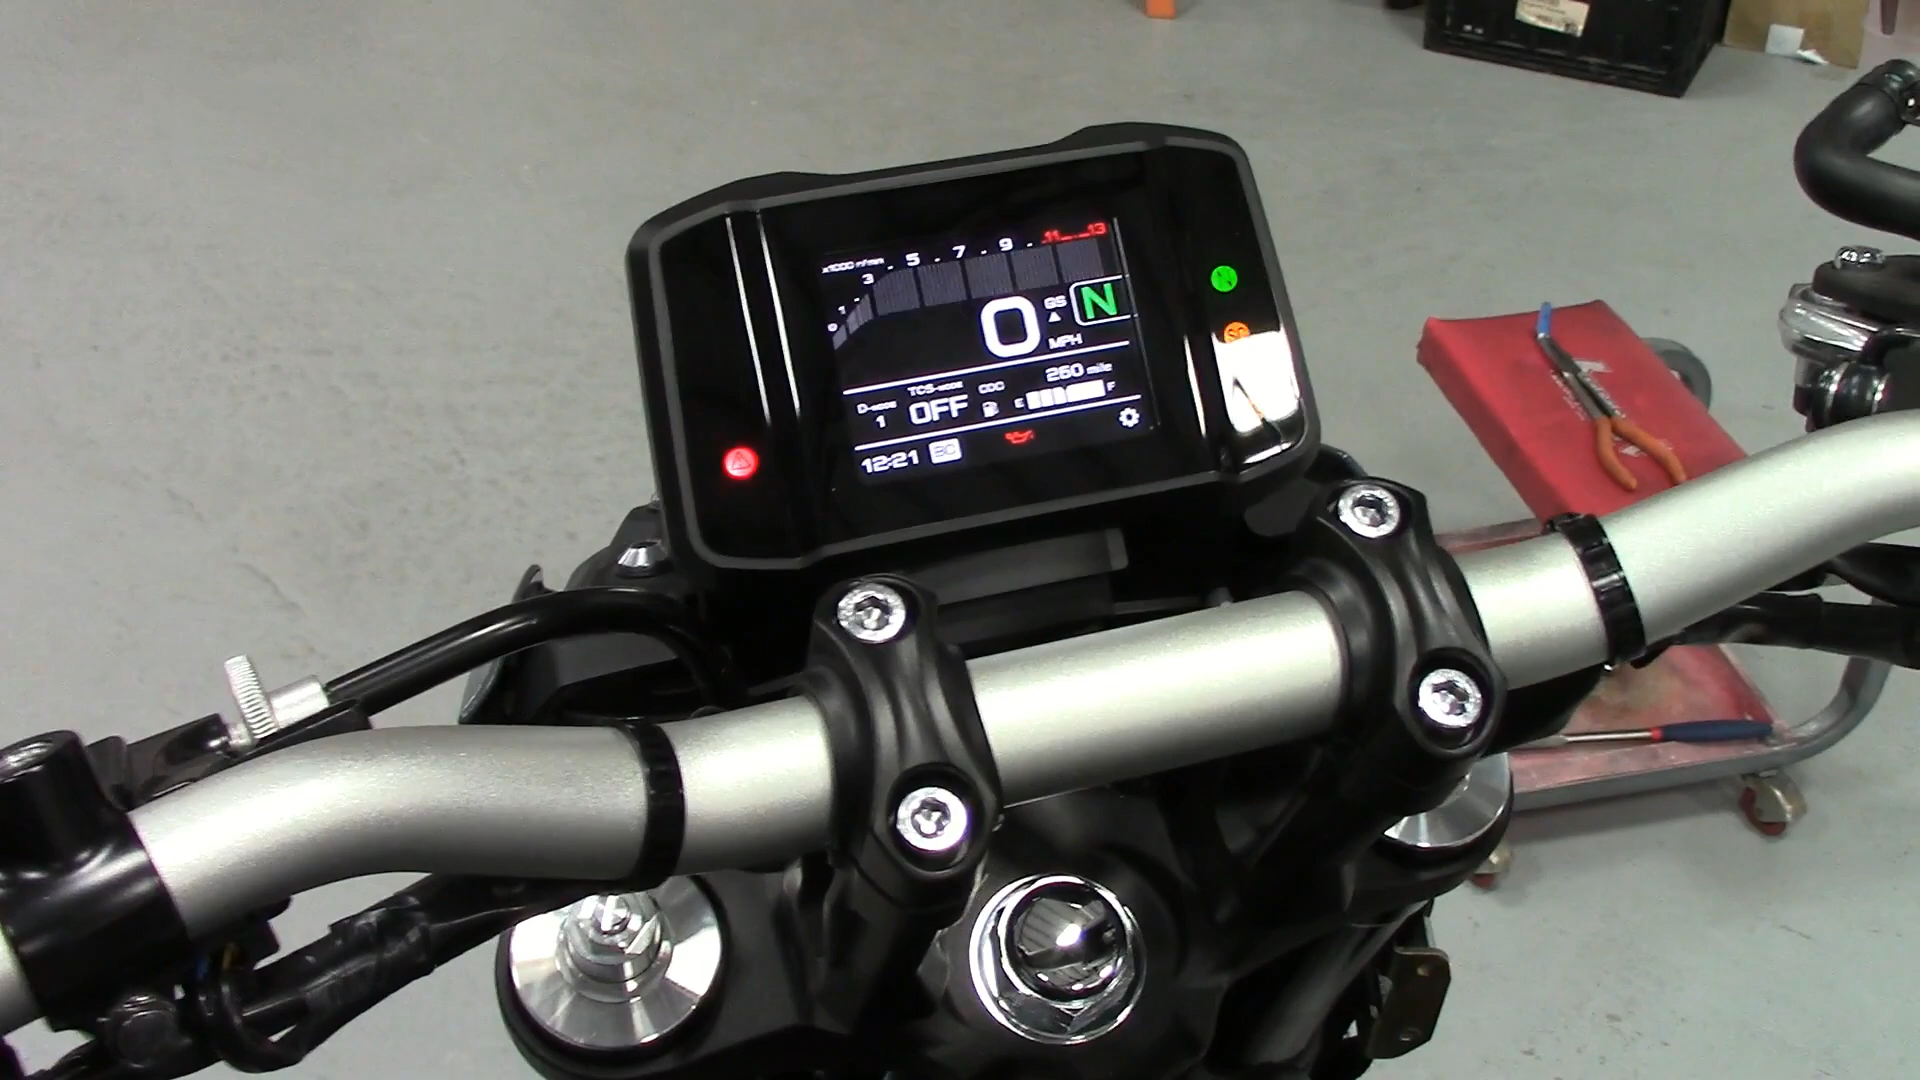 x1000 r/min
0 1 3 5 7 9 11 13
0 GS N
MPH
D-MODE TCS-MODE ODO 260 mile
1 OFF E F
12:21
N